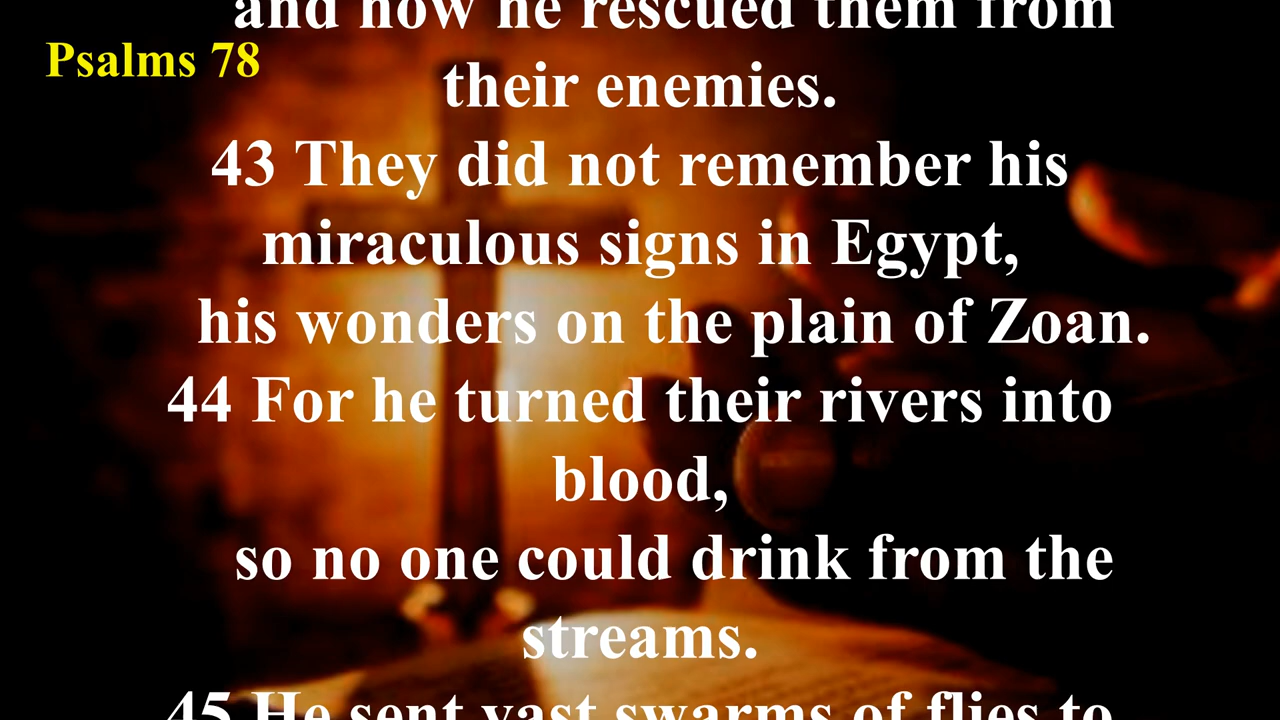 and how he rescued them from
Psalms 78
their enemies.
43 They did not remember his
miraculous signs in Egypt,
his wonders on the plain of Zoan.
44 For he turned their rivers into
blood,
so no one could drink from the
streams.
45 He sent vast swarms of flies to